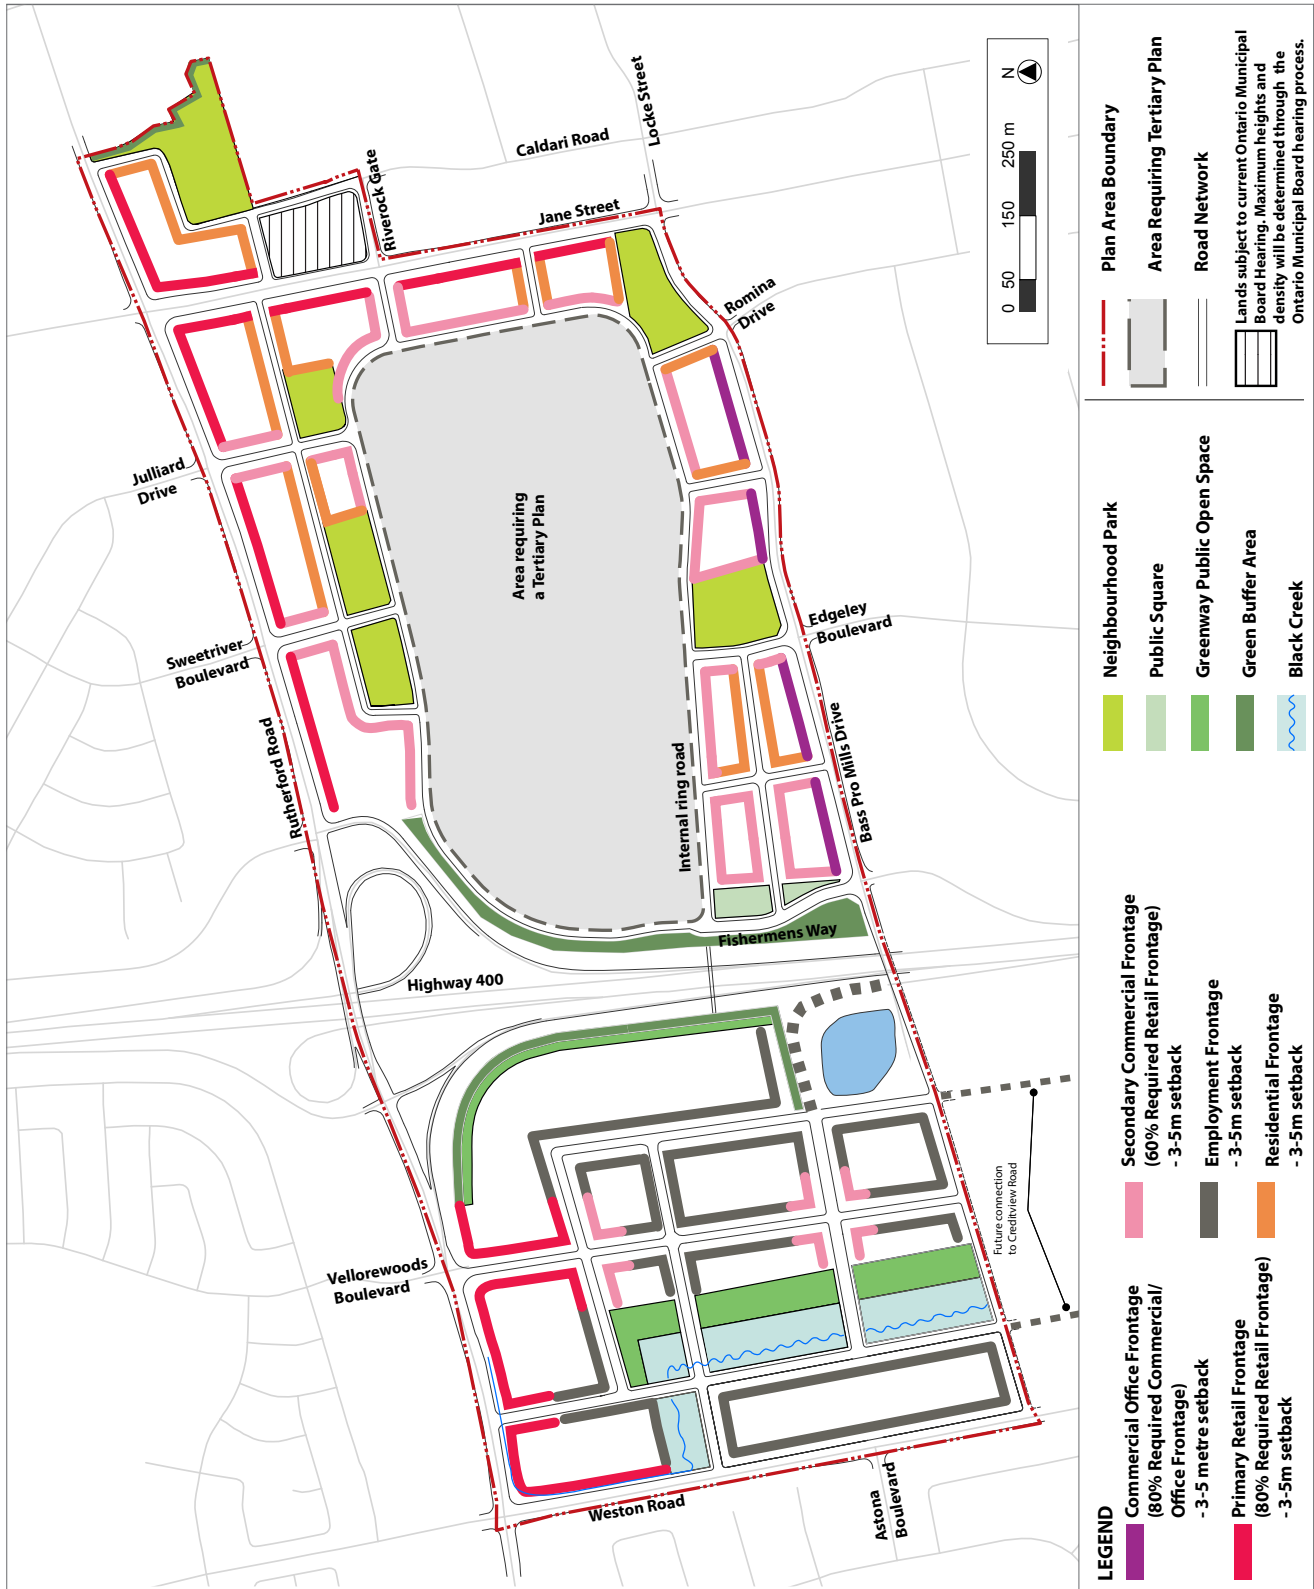 Rutherford Road
Weston Road
Vellorewoods
Boulevard
Highway 400
Sweetriver
Boulevard
Julliard
Drive
Riverock Gate
Caldari Road
Jane Street
Locke Street
Romina
Drive
Edgeley
Boulevard
Bass Pro Mills Drive
Internal ring road
Fishermens Way
Area requiring
a Tertiary Plan
Astona
Boulevard
Future connection
to Creditview Road
0 50 150 250 m
N
LEGEND
Commercial Office Frontage
(80% Required Commercial/
Office Frontage)
- 3-5 metre setback
Primary Retail Frontage
(80% Required Retail Frontage)
- 3-5m setback
Secondary Commercial Frontage
(60% Required Retail Frontage)
- 3-5m setback
Employment Frontage
- 3-5m setback
Residential Frontage
- 3-5m setback
Neighbourhood Park
Public Square
Greenway Public Open Space
Green Buffer Area
Black Creek
Plan Area Boundary
Area Requiring Tertiary Plan
Road Network
Lands subject to current Ontario Municipal
Board Hearing. Maximum heights and
density will be determined through the
Ontario Municipal Board hearing process.